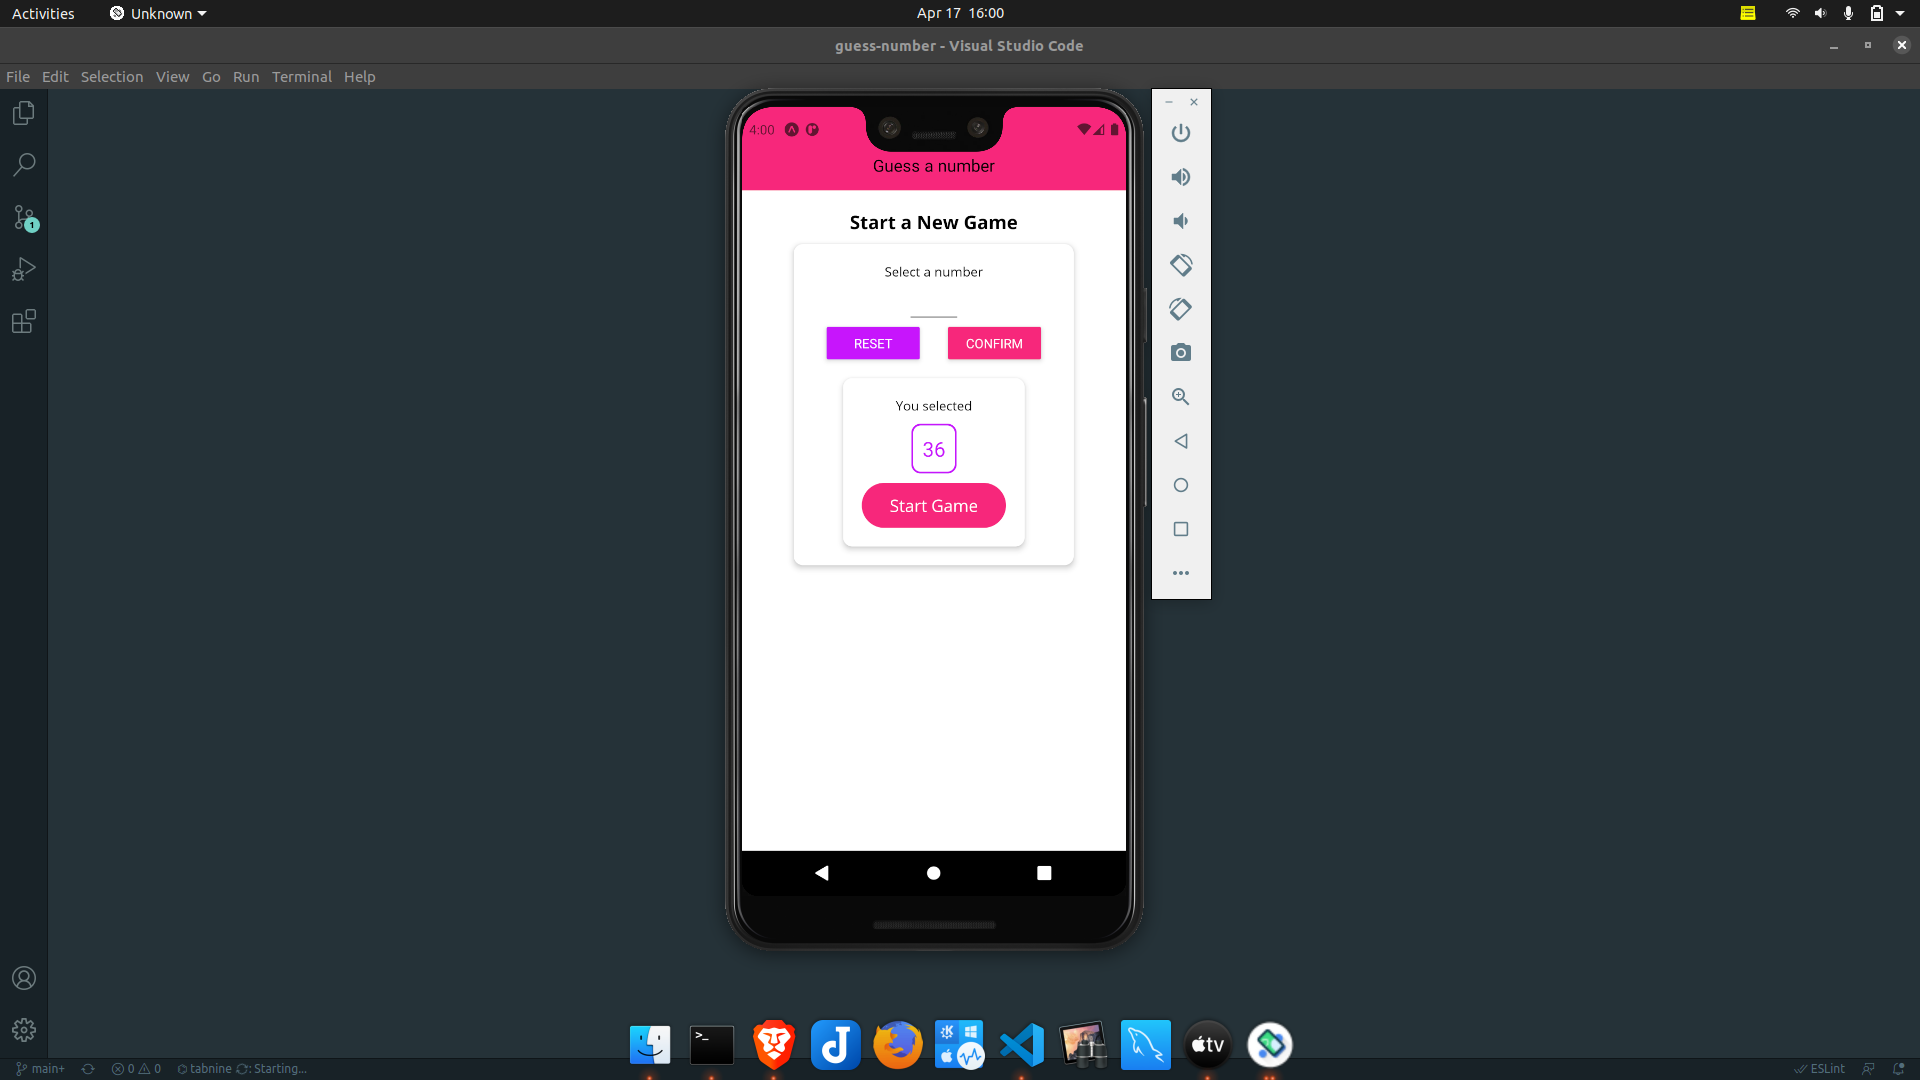 Activities
Unknown
Apr 17 16:00
guess-number - Visual Studio Code
File Edit Selection View Go Run Terminal Help
1
4:00
Guess a number
Start a New Game
Select a number
RESET
CONFIRM
You selected
36
Start Game
>_
J
tv
main+
0
0
tabnine
: Starting...
ESLint